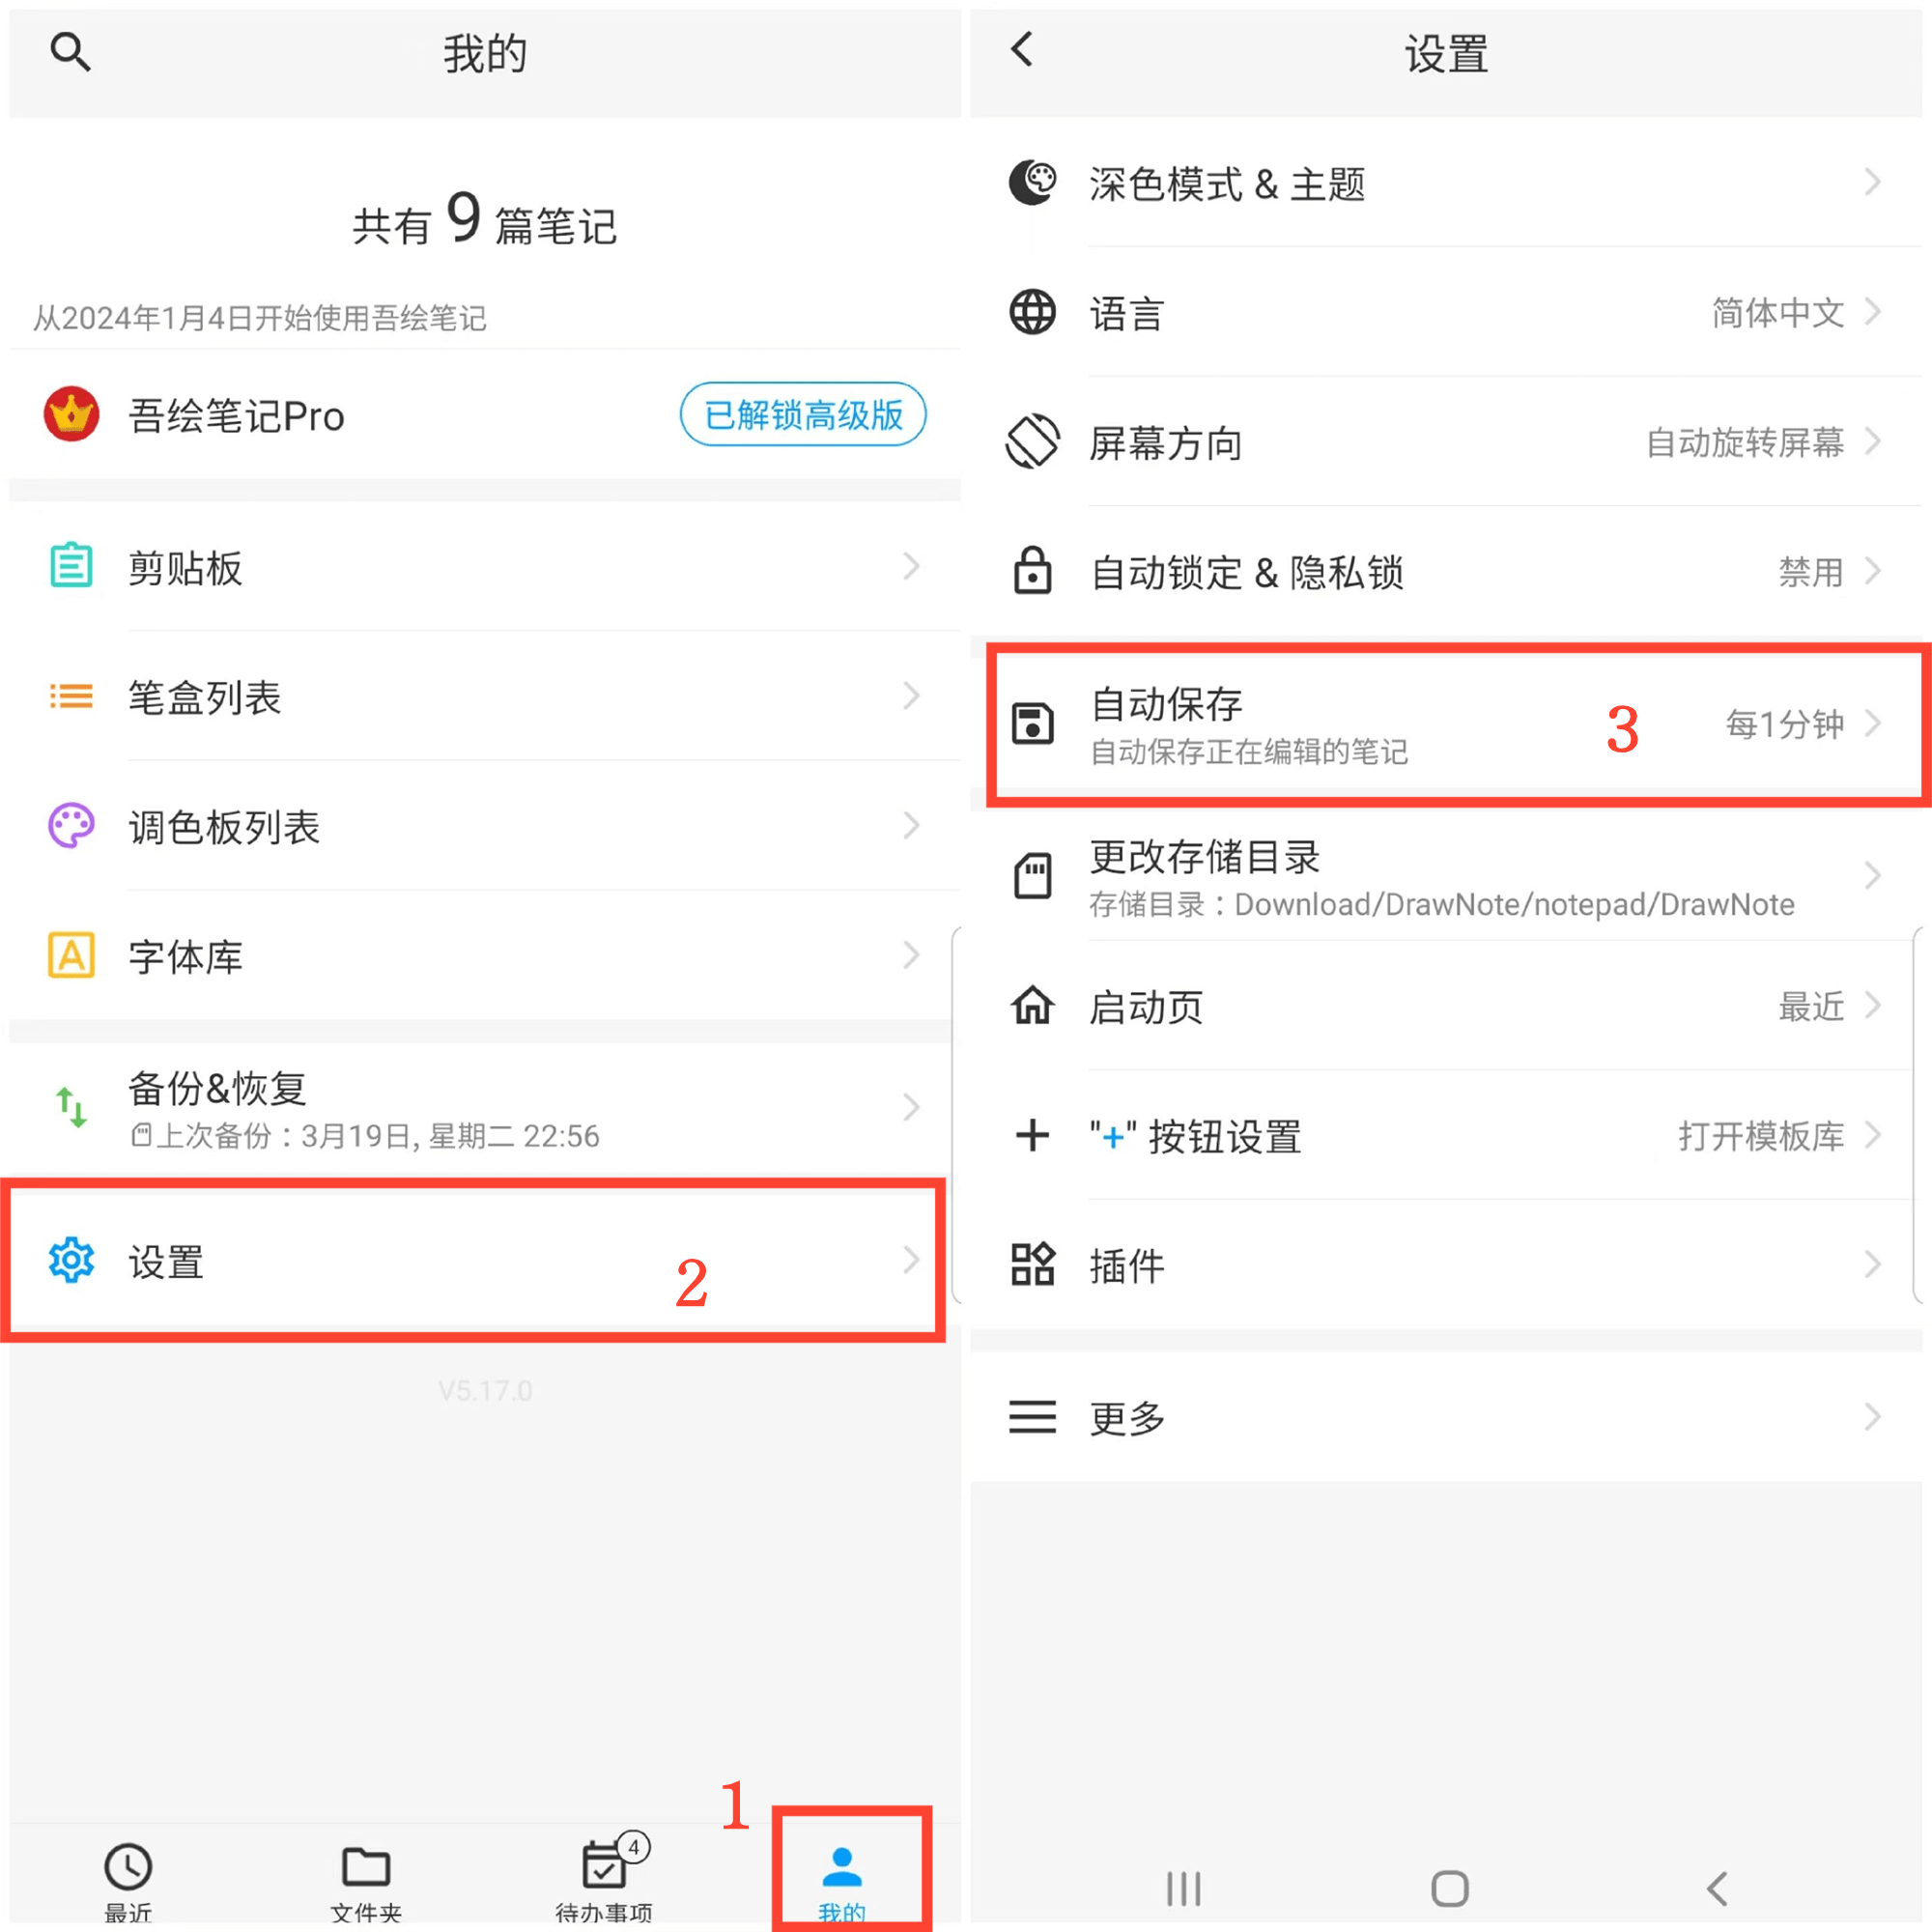 我的
共有 9 篇笔记
从2024年1月4日开始使用吾绘笔记
吾绘笔记Pro
已解锁高级版
剪贴板
笔盒列表
调色板列表
A 字体库
备份&恢复
上次备份：3月19日, 星期二 22:56
设置
2
V5.17.0
1
4
最近
文件夹
待办事项
我的
设置
深色模式 & 主题
语言
简体中文
屏幕方向
自动旋转屏幕
自动锁定 & 隐私锁
禁用
自动保存
自动保存正在编辑的笔记
3
每1分钟
更改存储目录
存储目录：Download/DrawNote/notepad/DrawNote
启动页
最近
"+" 按钮设置
打开模板库
插件
更多